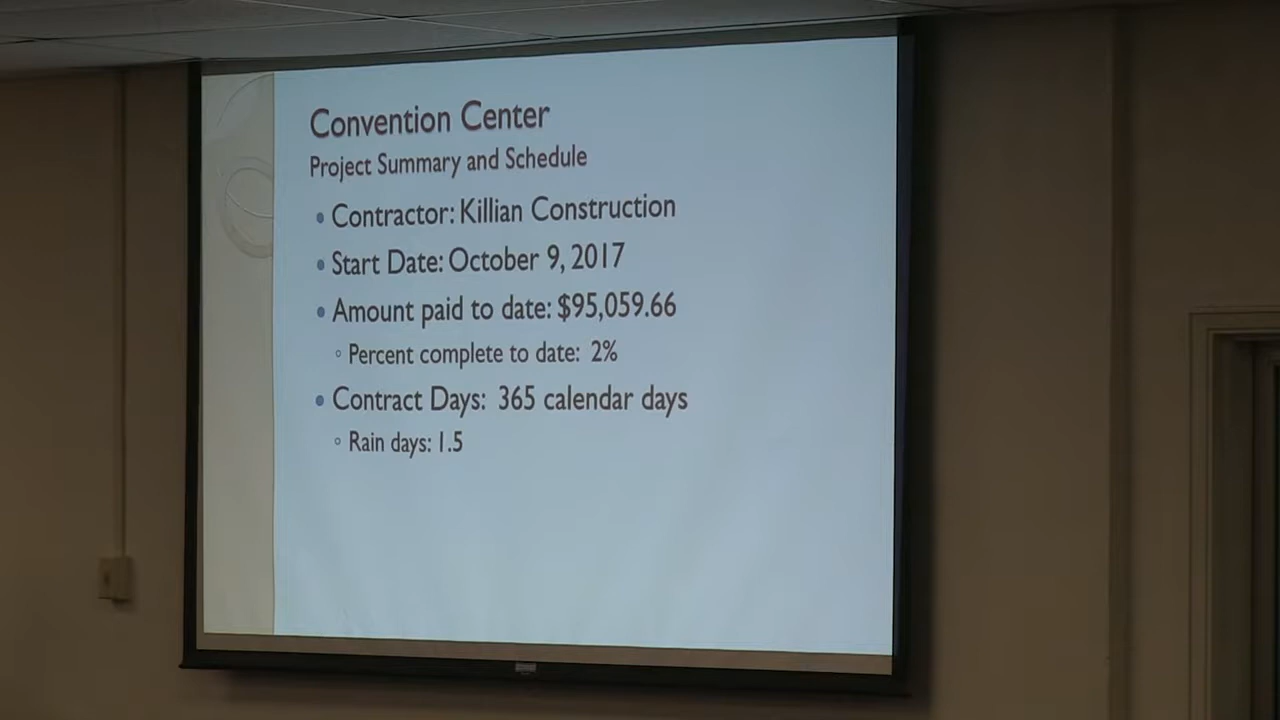 Convention Center
Project Summary and Schedule
• Contractor: Killian Construction
• Start Date: October 9, 2017
• Amount paid to date: $95,059.66
◦ Percent complete to date: 2%
• Contract Days: 365 calendar days
◦ Rain days: 1.5